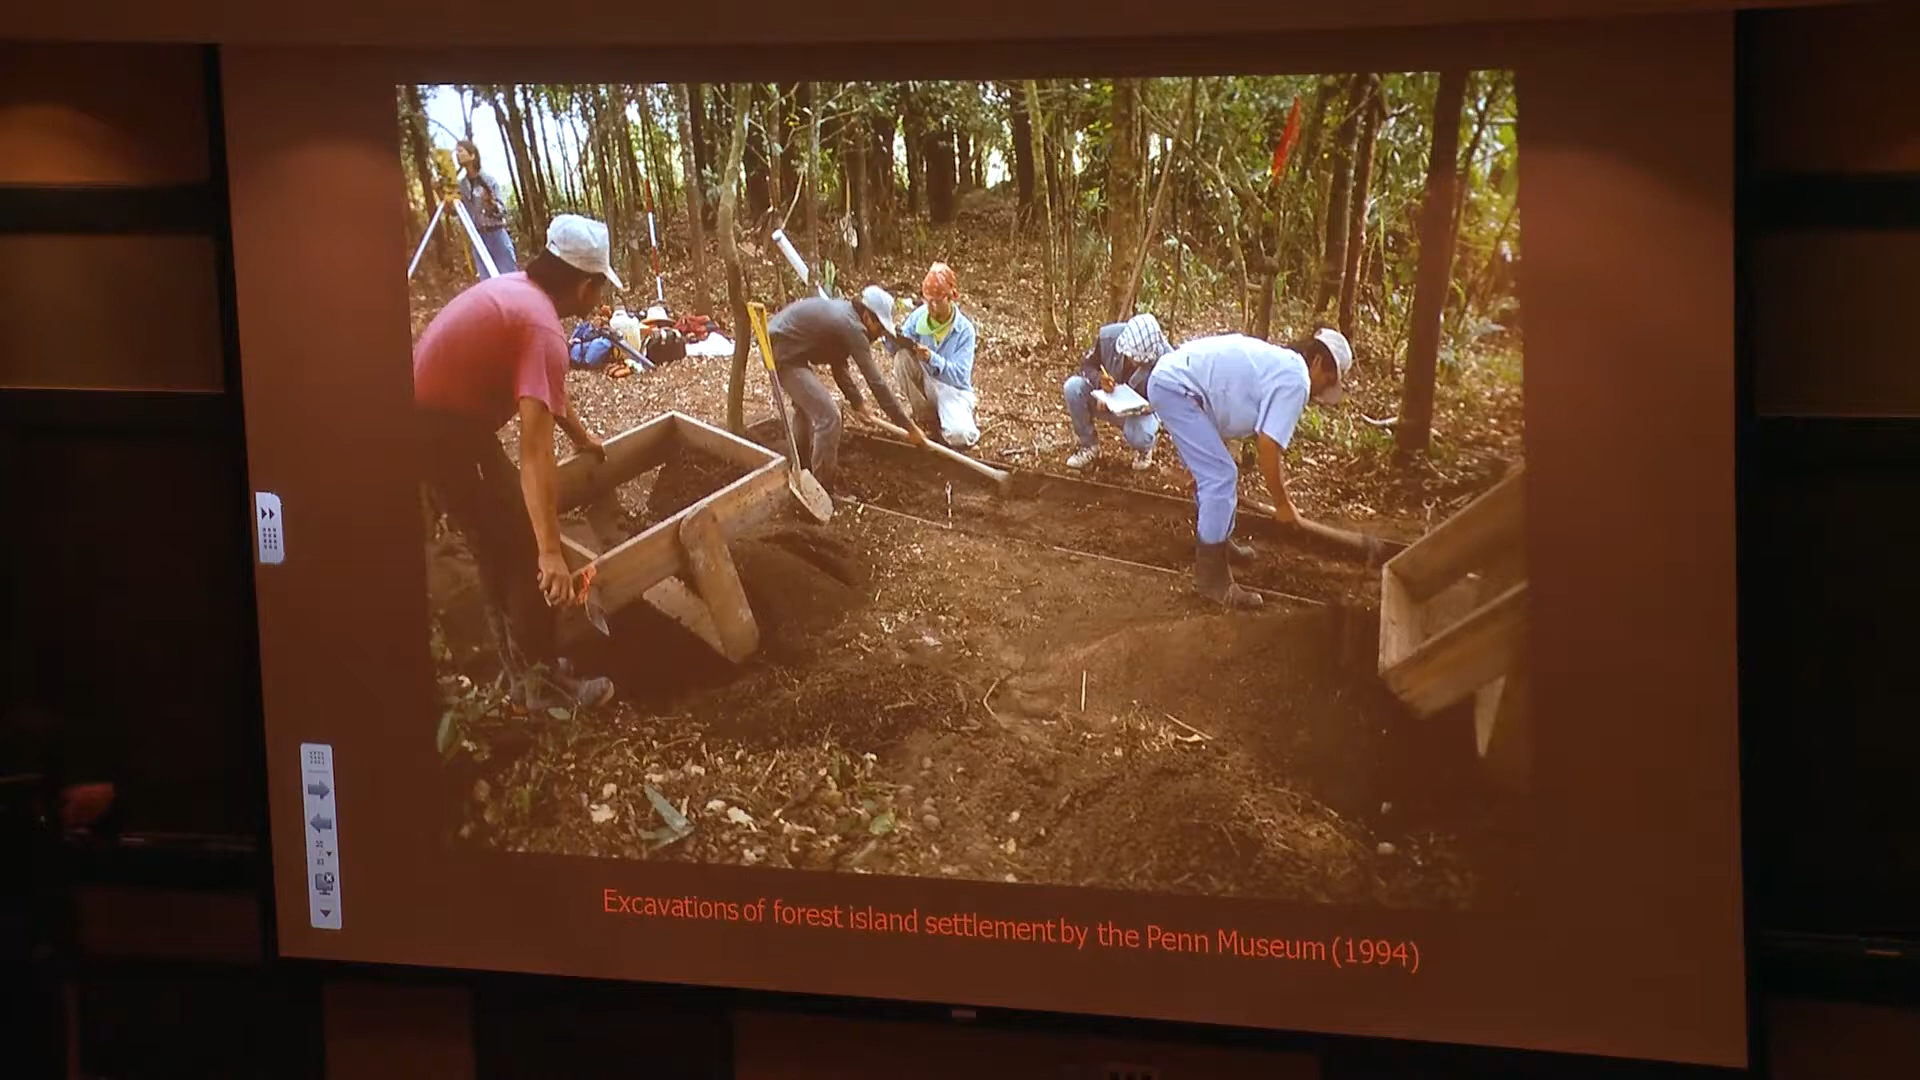 Excavations of forest island settlement by the Penn Museum (1994)